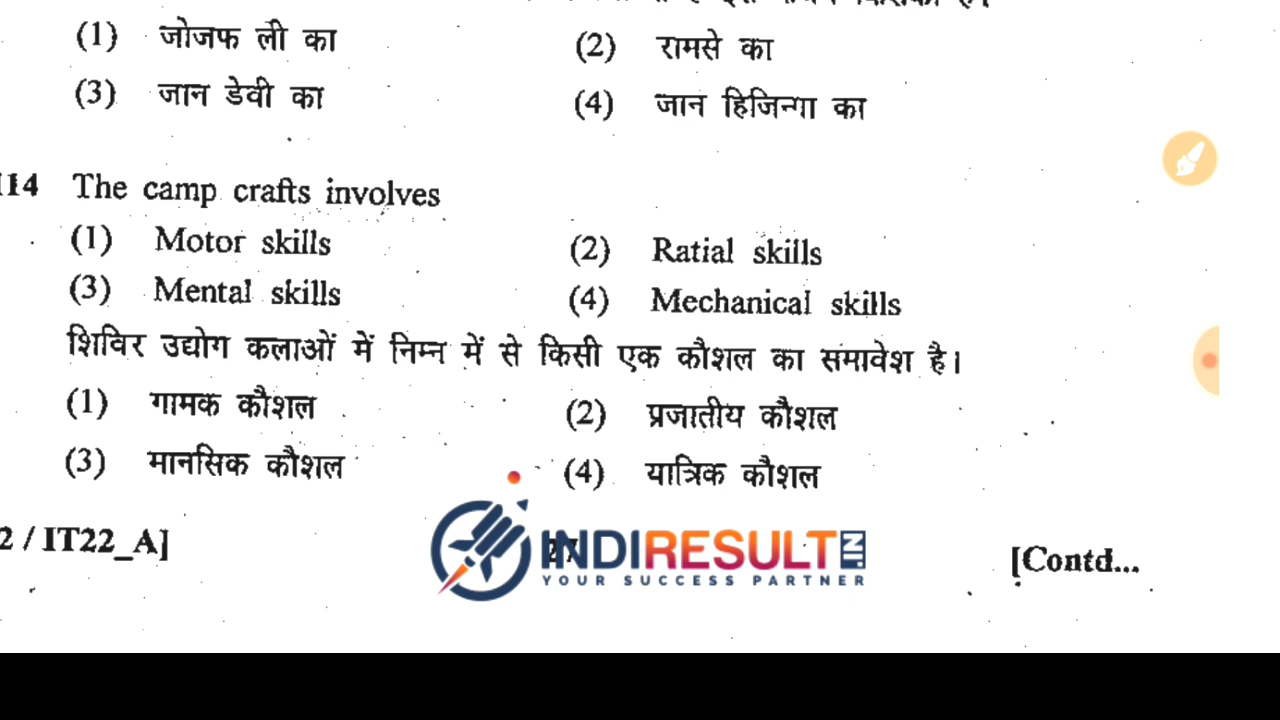 (1) जोजफ ली का (2) रामसे का
(3) जान डेवी का (4) जान हिजिन्गा का
114 The camp crafts involves
(1) Motor skills (2) Ratial skills
(3) Mental skills (4) Mechanical skills
शिविर उद्योग कलाओं में निम्न में से किसी एक कौशल का समावेश है।
(1) गामक कौशल (2) प्रजातीय कौशल
(3) मानसिक कौशल (4) यात्रिक कौशल
2 / IT22_A] 27 [Contd...
INDIRESULT.IN
YOUR SUCCESS PARTNER